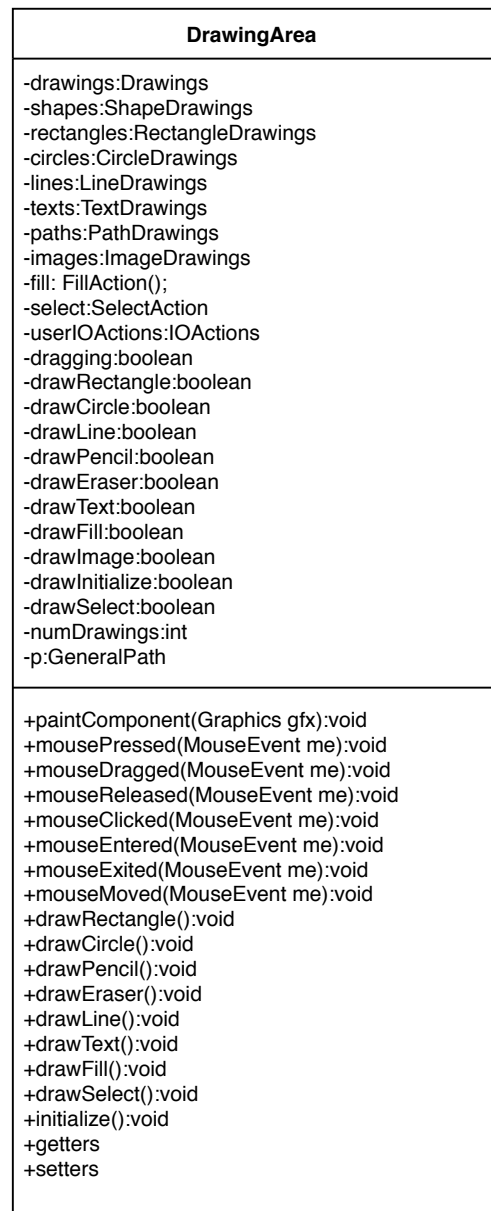 DrawingArea
-drawings:Drawings
-shapes:ShapeDrawings
-rectangles:RectangleDrawings
-circles:CircleDrawings
-lines:LineDrawings
-texts:TextDrawings
-paths:PathDrawings
-images:ImageDrawings
-fill: FillAction();
-select:SelectAction
-userIOActions:IOActions
-dragging:boolean
-drawRectangle:boolean
-drawCircle:boolean
-drawLine:boolean
-drawPencil:boolean
-drawEraser:boolean
-drawText:boolean
-drawFill:boolean
-drawImage:boolean
-drawInitialize:boolean
-drawSelect:boolean
-numDrawings:int
-p:GeneralPath
+paintComponent(Graphics gfx):void
+mousePressed(MouseEvent me):void
+mouseDragged(MouseEvent me):void
+mouseReleased(MouseEvent me):void
+mouseClicked(MouseEvent me):void
+mouseEntered(MouseEvent me):void
+mouseExited(MouseEvent me):void
+mouseMoved(MouseEvent me):void
+drawRectangle():void
+drawCircle():void
+drawPencil():void
+drawEraser():void
+drawLine():void
+drawText():void
+drawFill():void
+drawSelect():void
+initialize():void
+getters
+setters